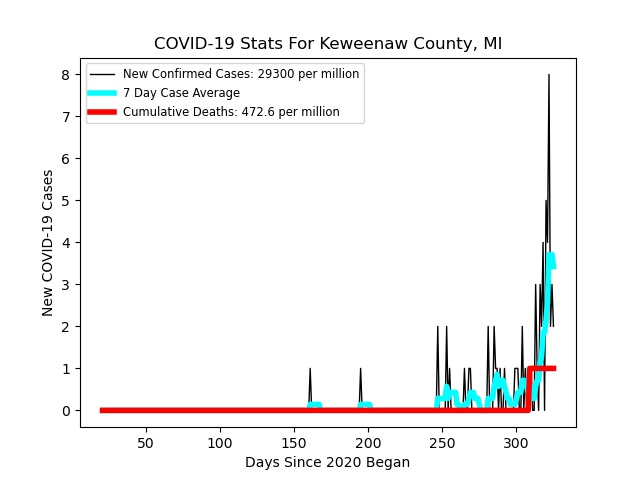 COVID-19 Stats For Keweenaw County, MI
New Confirmed Cases: 29300 per million
7 Day Case Average
Cumulative Deaths: 472.6 per million
New COVID-19 Cases
8
7
6
5
4
3
2
1
0
50 100 150 200 250 300
Days Since 2020 Began